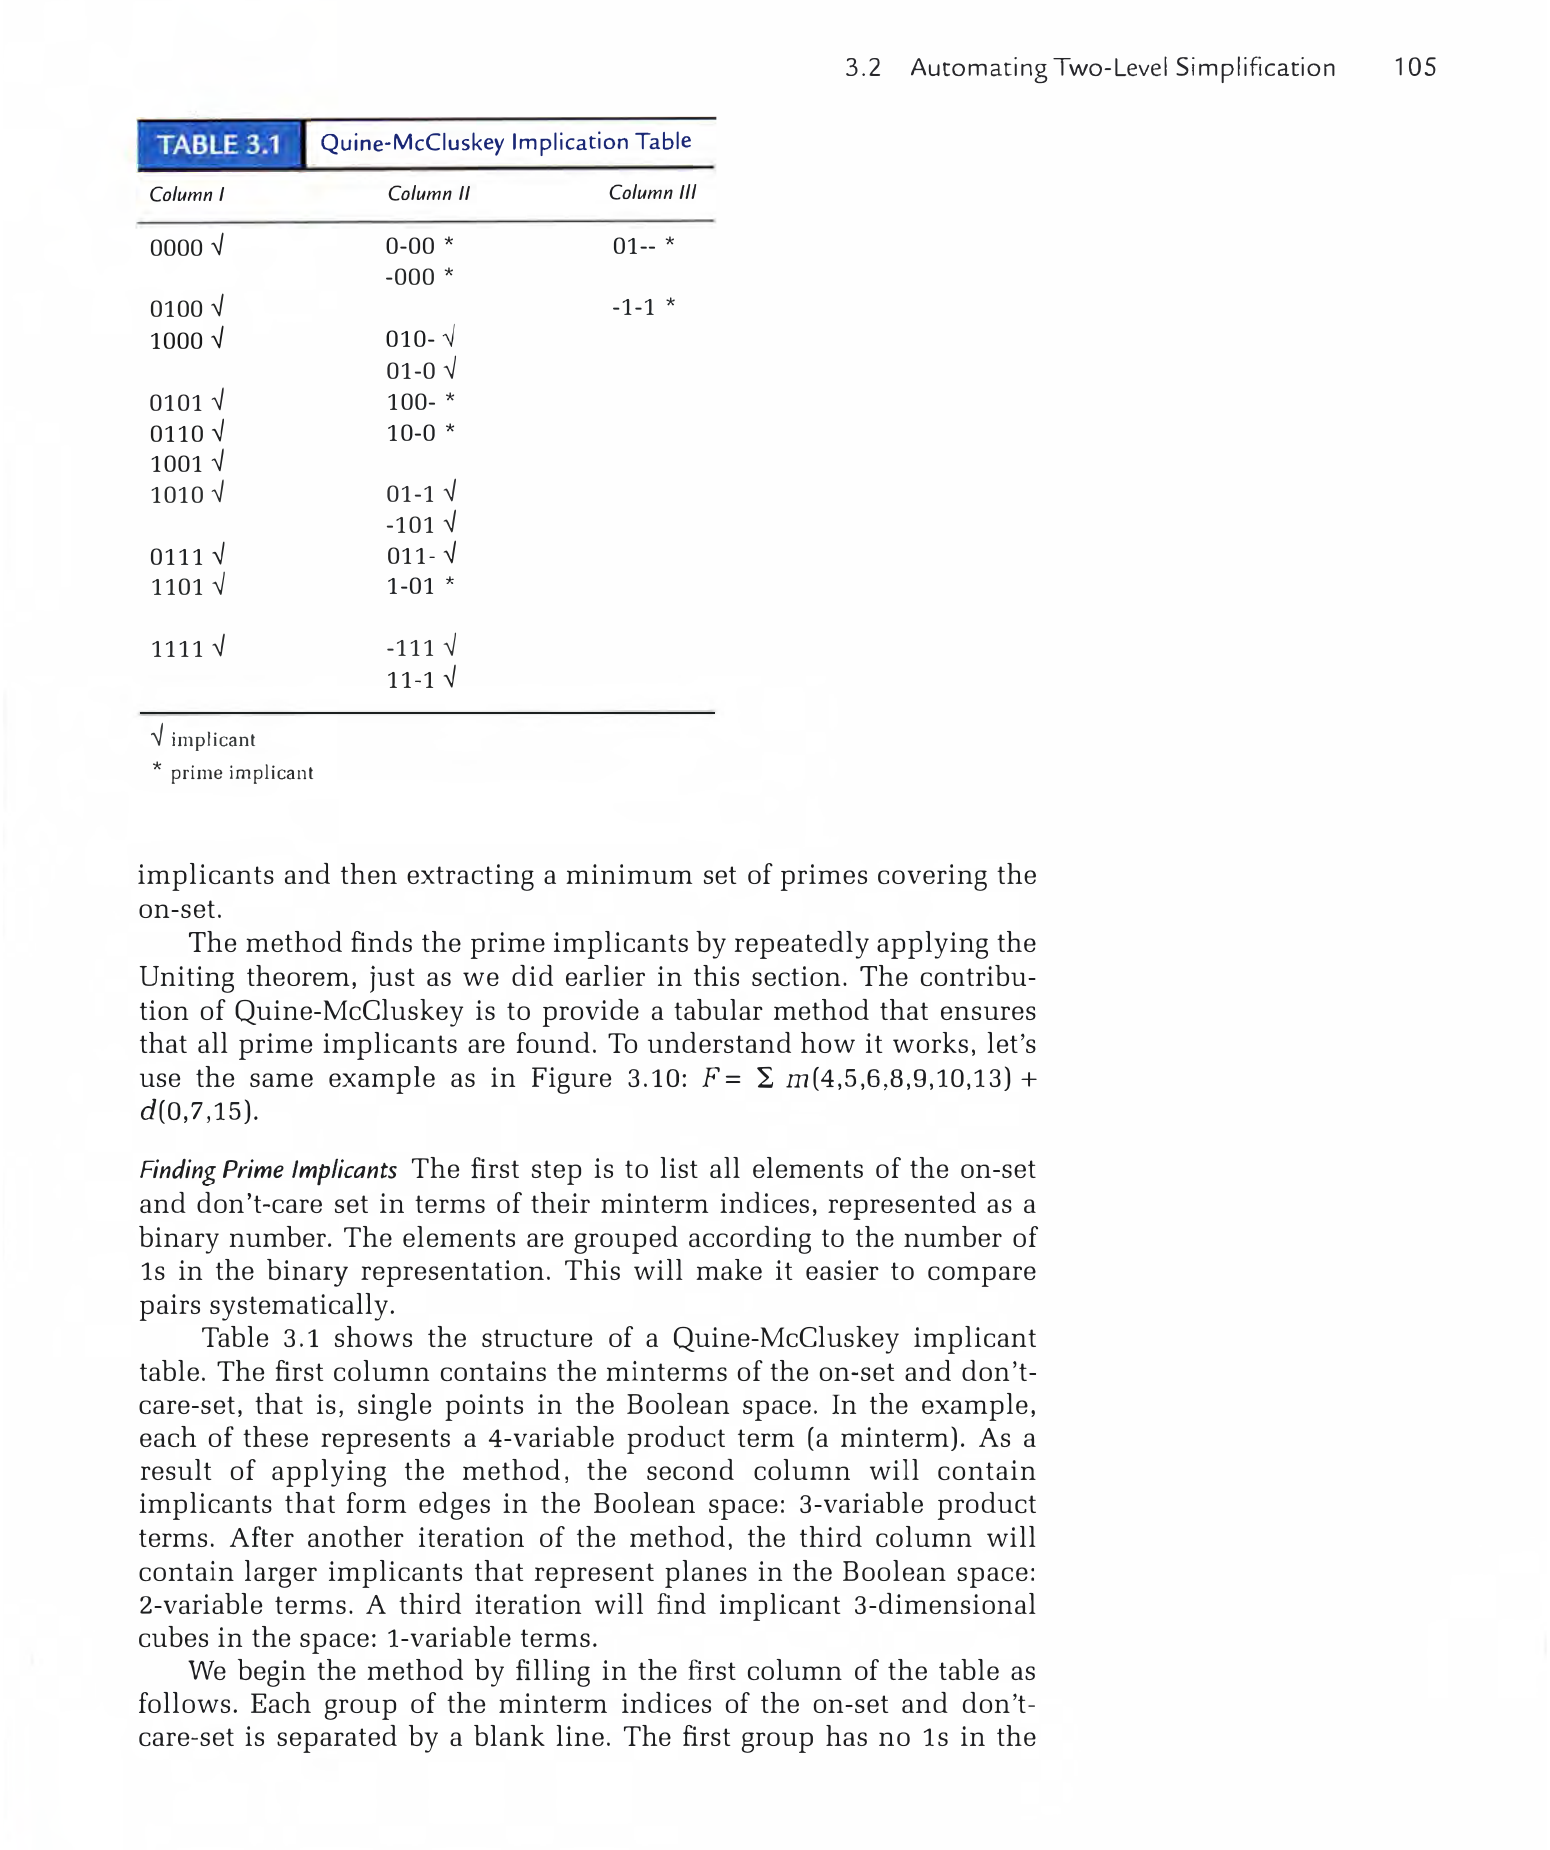 3.2 Automating Two-Level Simplification 105
TABLE 3.1 Quine-McCluskey Implication Table
Column I Column II Column III
0000 √ 0-00 * 01-- *
-000 *
0100 √ -1-1 *
1000 √ 010- √
01-0 √
0101 √ 100- *
0110 √ 10-0 *
1001 √
1010 √ 01-1 √
-101 √
0111 √ 011- √
1101 √ 1-01 *
1111 √ -111 √
11-1 √
√ implicant
* prime implicant
implicants and then extracting a minimum set of primes covering the
on-set.
The method finds the prime implicants by repeatedly applying the
Uniting theorem, just as we did earlier in this section. The contribu-
tion of Quine-McCluskey is to provide a tabular method that ensures
that all prime implicants are found. To understand how it works, let's
use the same example as in Figure 3.10: F = Σ m(4,5,6,8,9,10,13) +
d(0,7,15).
Finding Prime Implicants The first step is to list all elements of the on-set
and don't-care set in terms of their minterm indices, represented as a
binary number. The elements are grouped according to the number of
1s in the binary representation. This will make it easier to compare
pairs systematically.
Table 3.1 shows the structure of a Quine-McCluskey implicant
table. The first column contains the minterms of the on-set and don't-
care-set, that is, single points in the Boolean space. In the example,
each of these represents a 4-variable product term (a minterm). As a
result of applying the method, the second column will contain
implicants that form edges in the Boolean space: 3-variable product
terms. After another iteration of the method, the third column will
contain larger implicants that represent planes in the Boolean space:
2-variable terms. A third iteration will find implicant 3-dimensional
cubes in the space: 1-variable terms.
We begin the method by filling in the first column of the table as
follows. Each group of the minterm indices of the on-set and don't-
care-set is separated by a blank line. The first group has no 1s in the